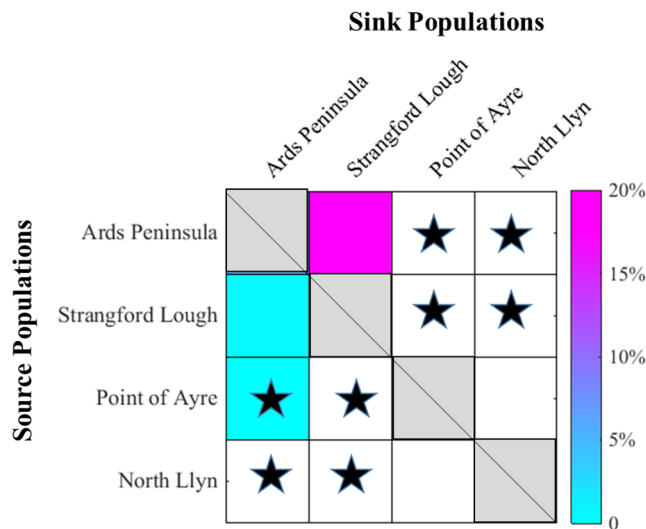 Sink Populations
Ards Peninsula
Strangford Lough
Point of Ayre
North Llyn
Source Populations
Ards Peninsula
Strangford Lough
Point of Ayre
North Llyn
20%
15%
10%
5%
0